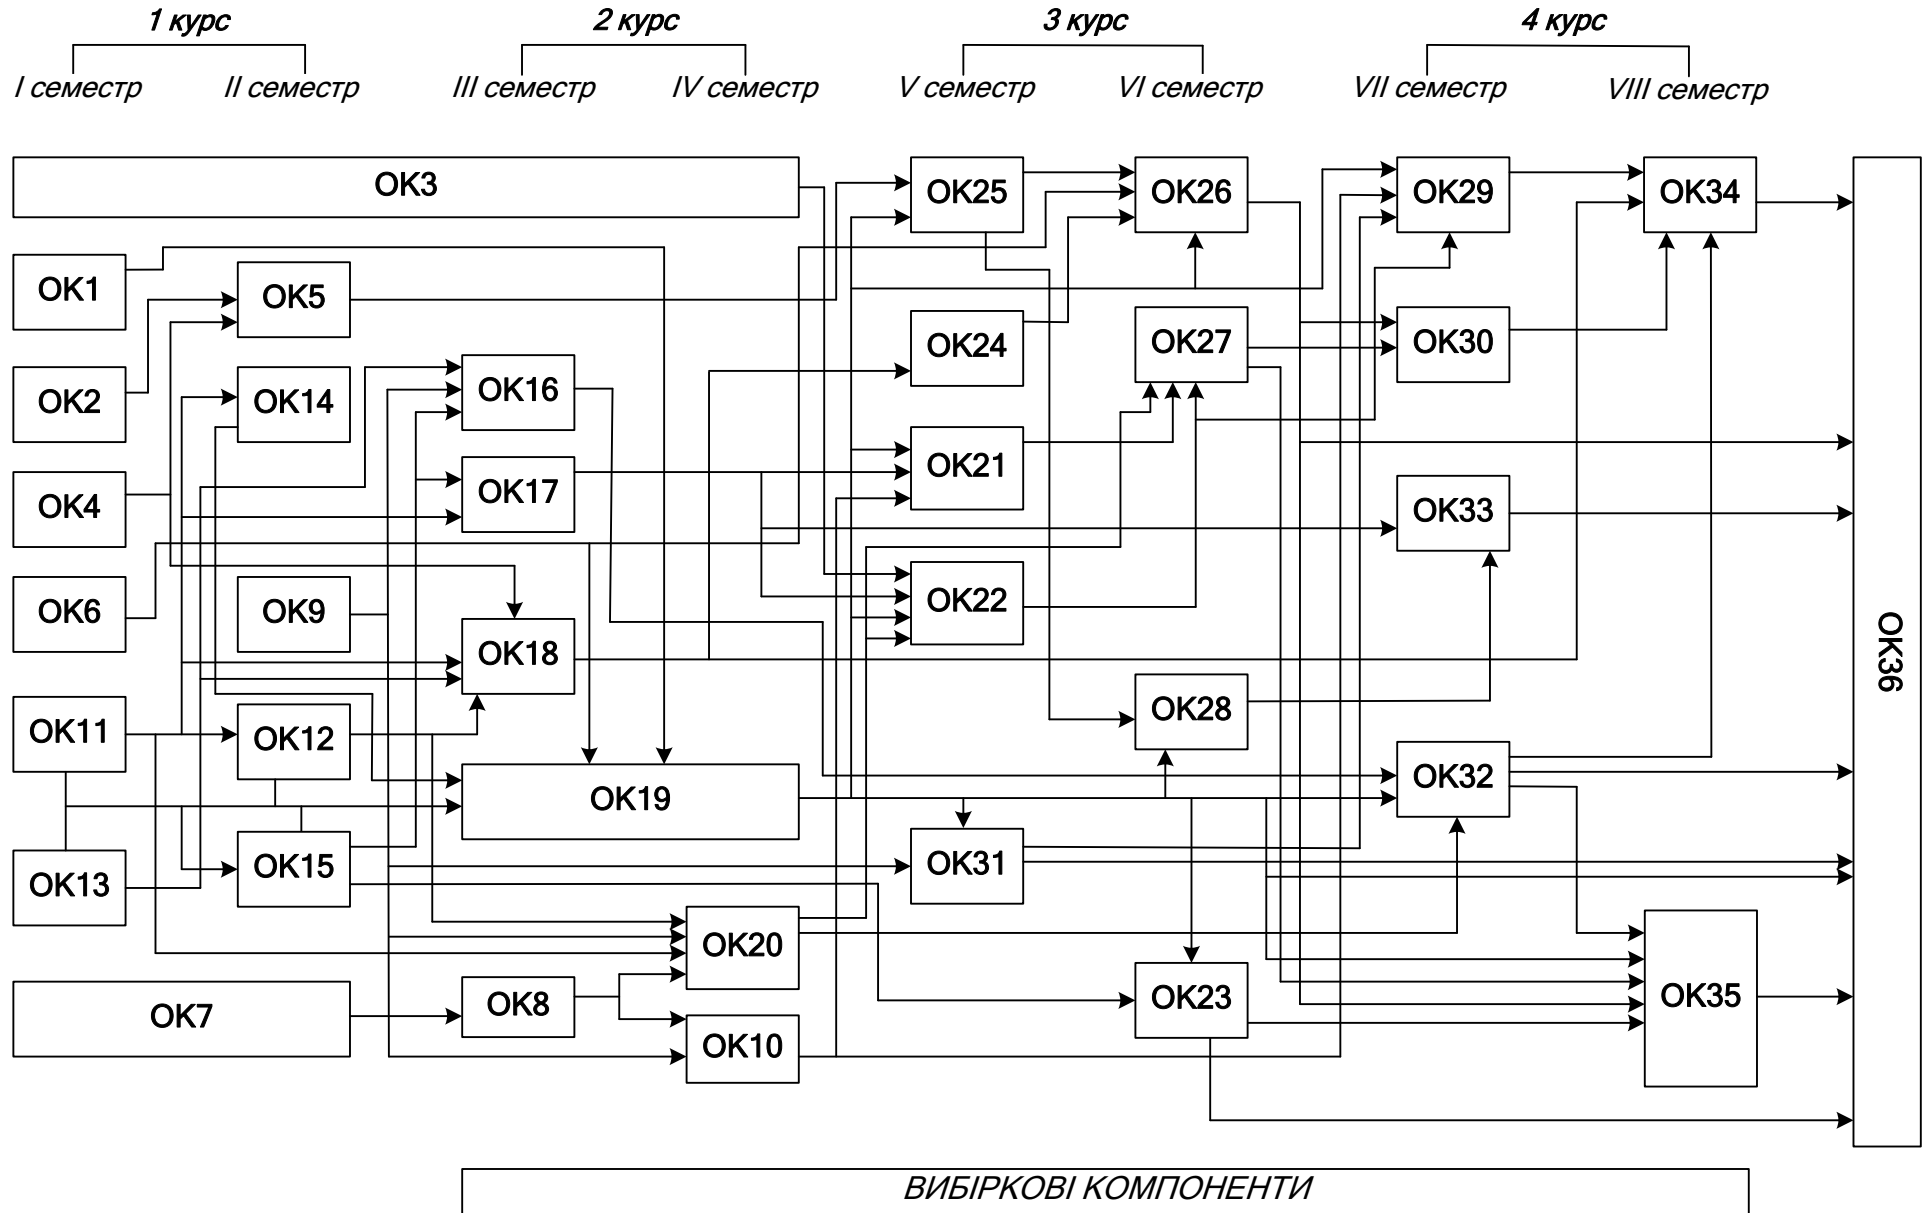 1 курс 2 курс 3 курс 4 курс
I семестр II семестр III семестр IV семестр V семестр VI семестр VII семестр VIII семестр
ОК3
ОК25 ОК26 ОК29 ОК34
ОК1 ОК5
ОК24 ОК27 ОК30
ОК2 ОК14 ОК16
ОК21
ОК4 ОК17 ОК33
ОК6 ОК9 ОК22
ОК18 ОК36
ОК11 ОК12 ОК28
ОК19 ОК32
ОК13 ОК15 ОК31
ОК20
ОК7 ОК8 ОК23 ОК35
ОК10
ВИБІРКОВІ КОМПОНЕНТИ